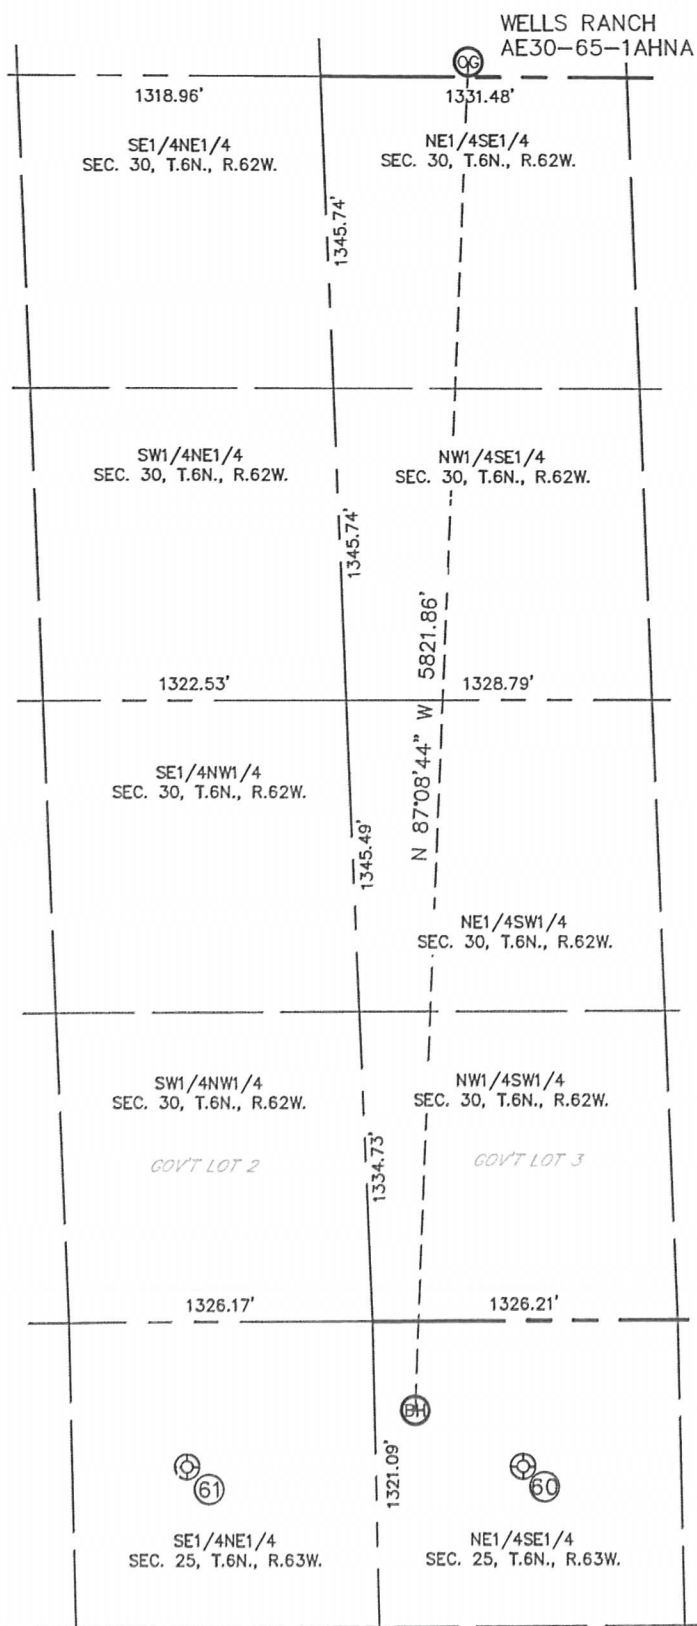 WELLS RANCH
AE30-65-1AHNA
OG
1318.96'
1331.48'
SE1/4NE1/4
SEC. 30, T.6N., R.62W.
NE1/4SE1/4
SEC. 30, T.6N., R.62W.
1345.74'
SW1/4NE1/4
SEC. 30, T.6N., R.62W.
NW1/4SE1/4
SEC. 30, T.6N., R.62W.
1345.74'
N 87°08'44" W 5821.86'
1322.53'
1328.79'
SE1/4NW1/4
SEC. 30, T.6N., R.62W.
1345.49'
NE1/4SW1/4
SEC. 30, T.6N., R.62W.
SW1/4NW1/4
SEC. 30, T.6N., R.62W.
NW1/4SW1/4
SEC. 30, T.6N., R.62W.
GOV'T LOT 2
1334.73'
GOV'T LOT 3
1326.17'
1326.21'
BH
61
1321.09'
60
SE1/4NE1/4
SEC. 25, T.6N., R.63W.
NE1/4SE1/4
SEC. 25, T.6N., R.63W.